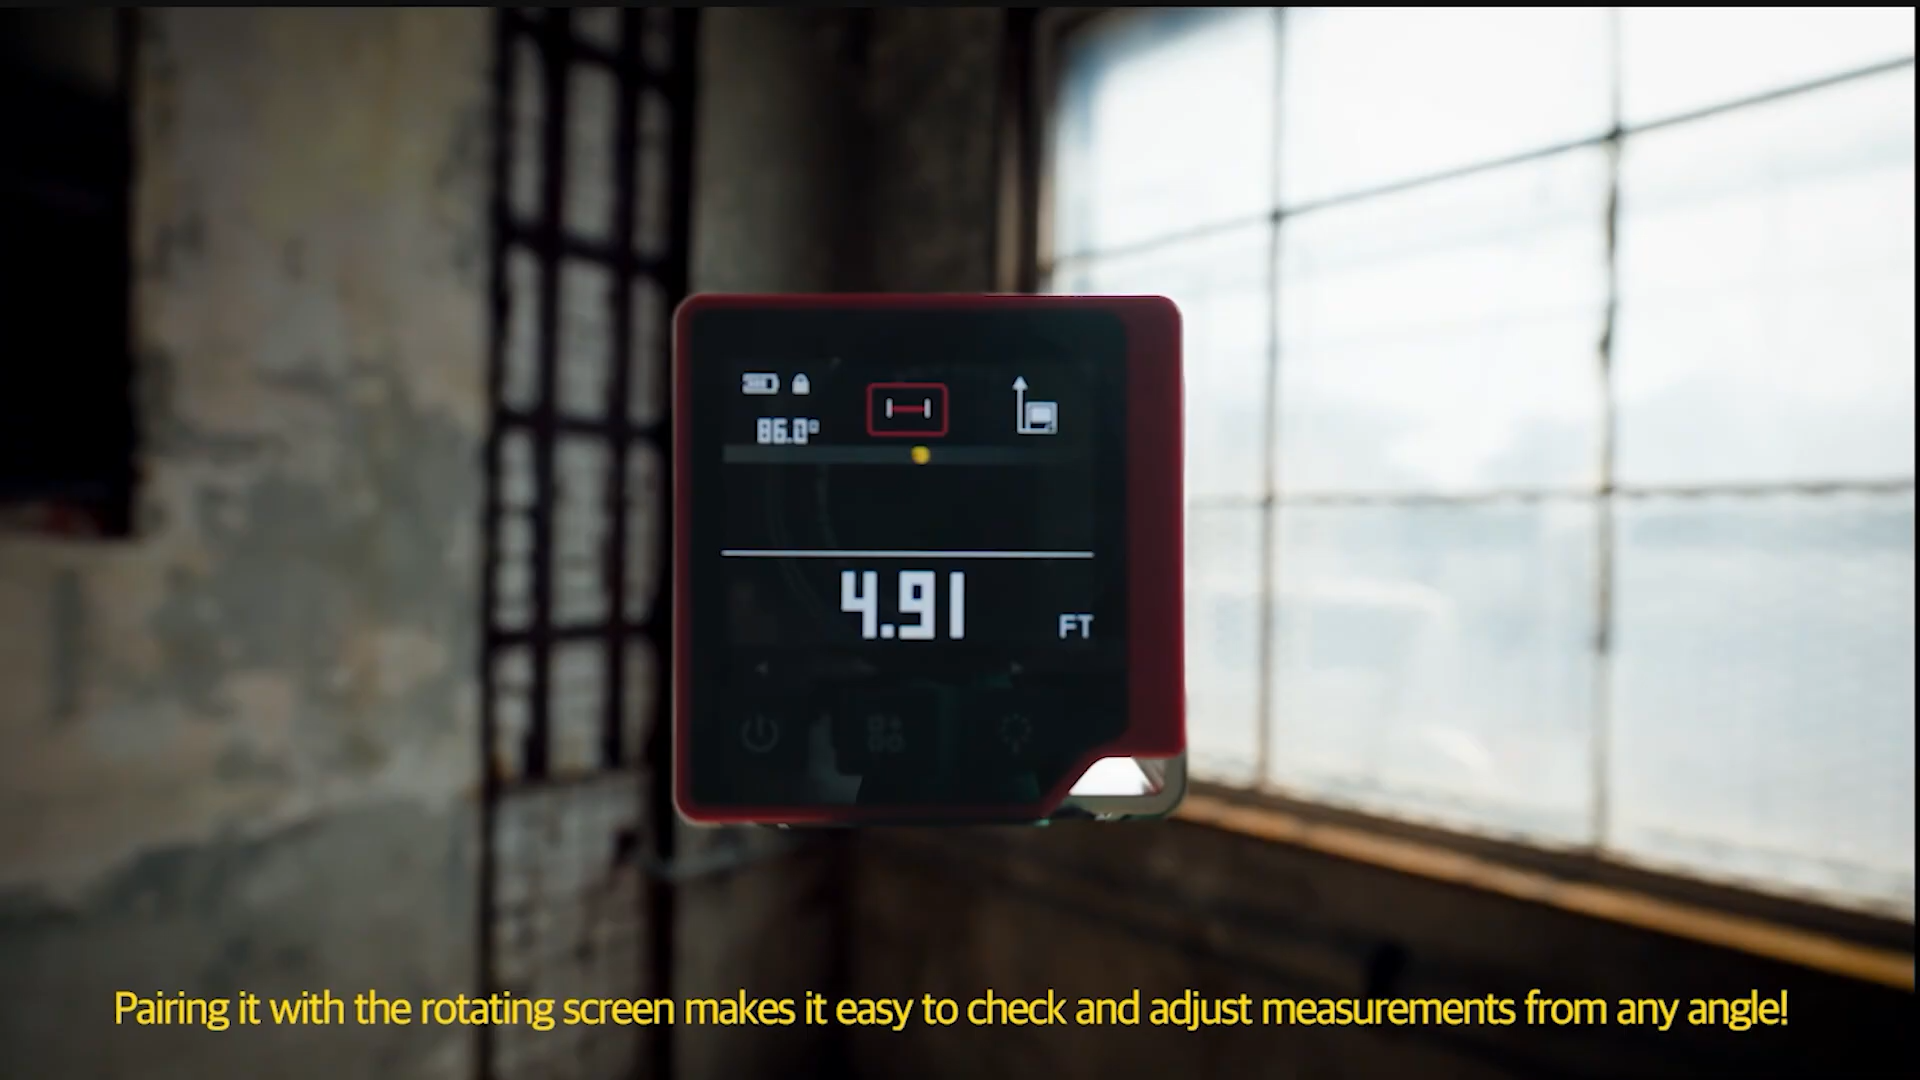 86.0°
4.91
FT
Pairing it with the rotating screen makes it easy to check and adjust measurements from any angle!